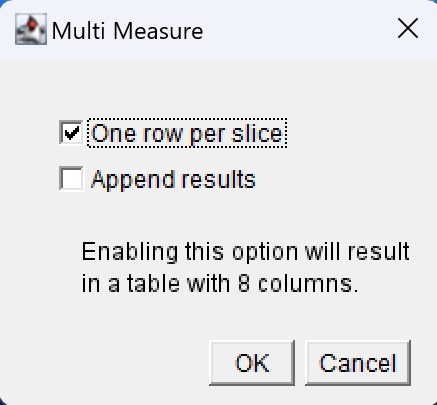 Multi Measure
One row per slice
Append results
Enabling this option will result
in a table with 8 columns.
OK Cancel